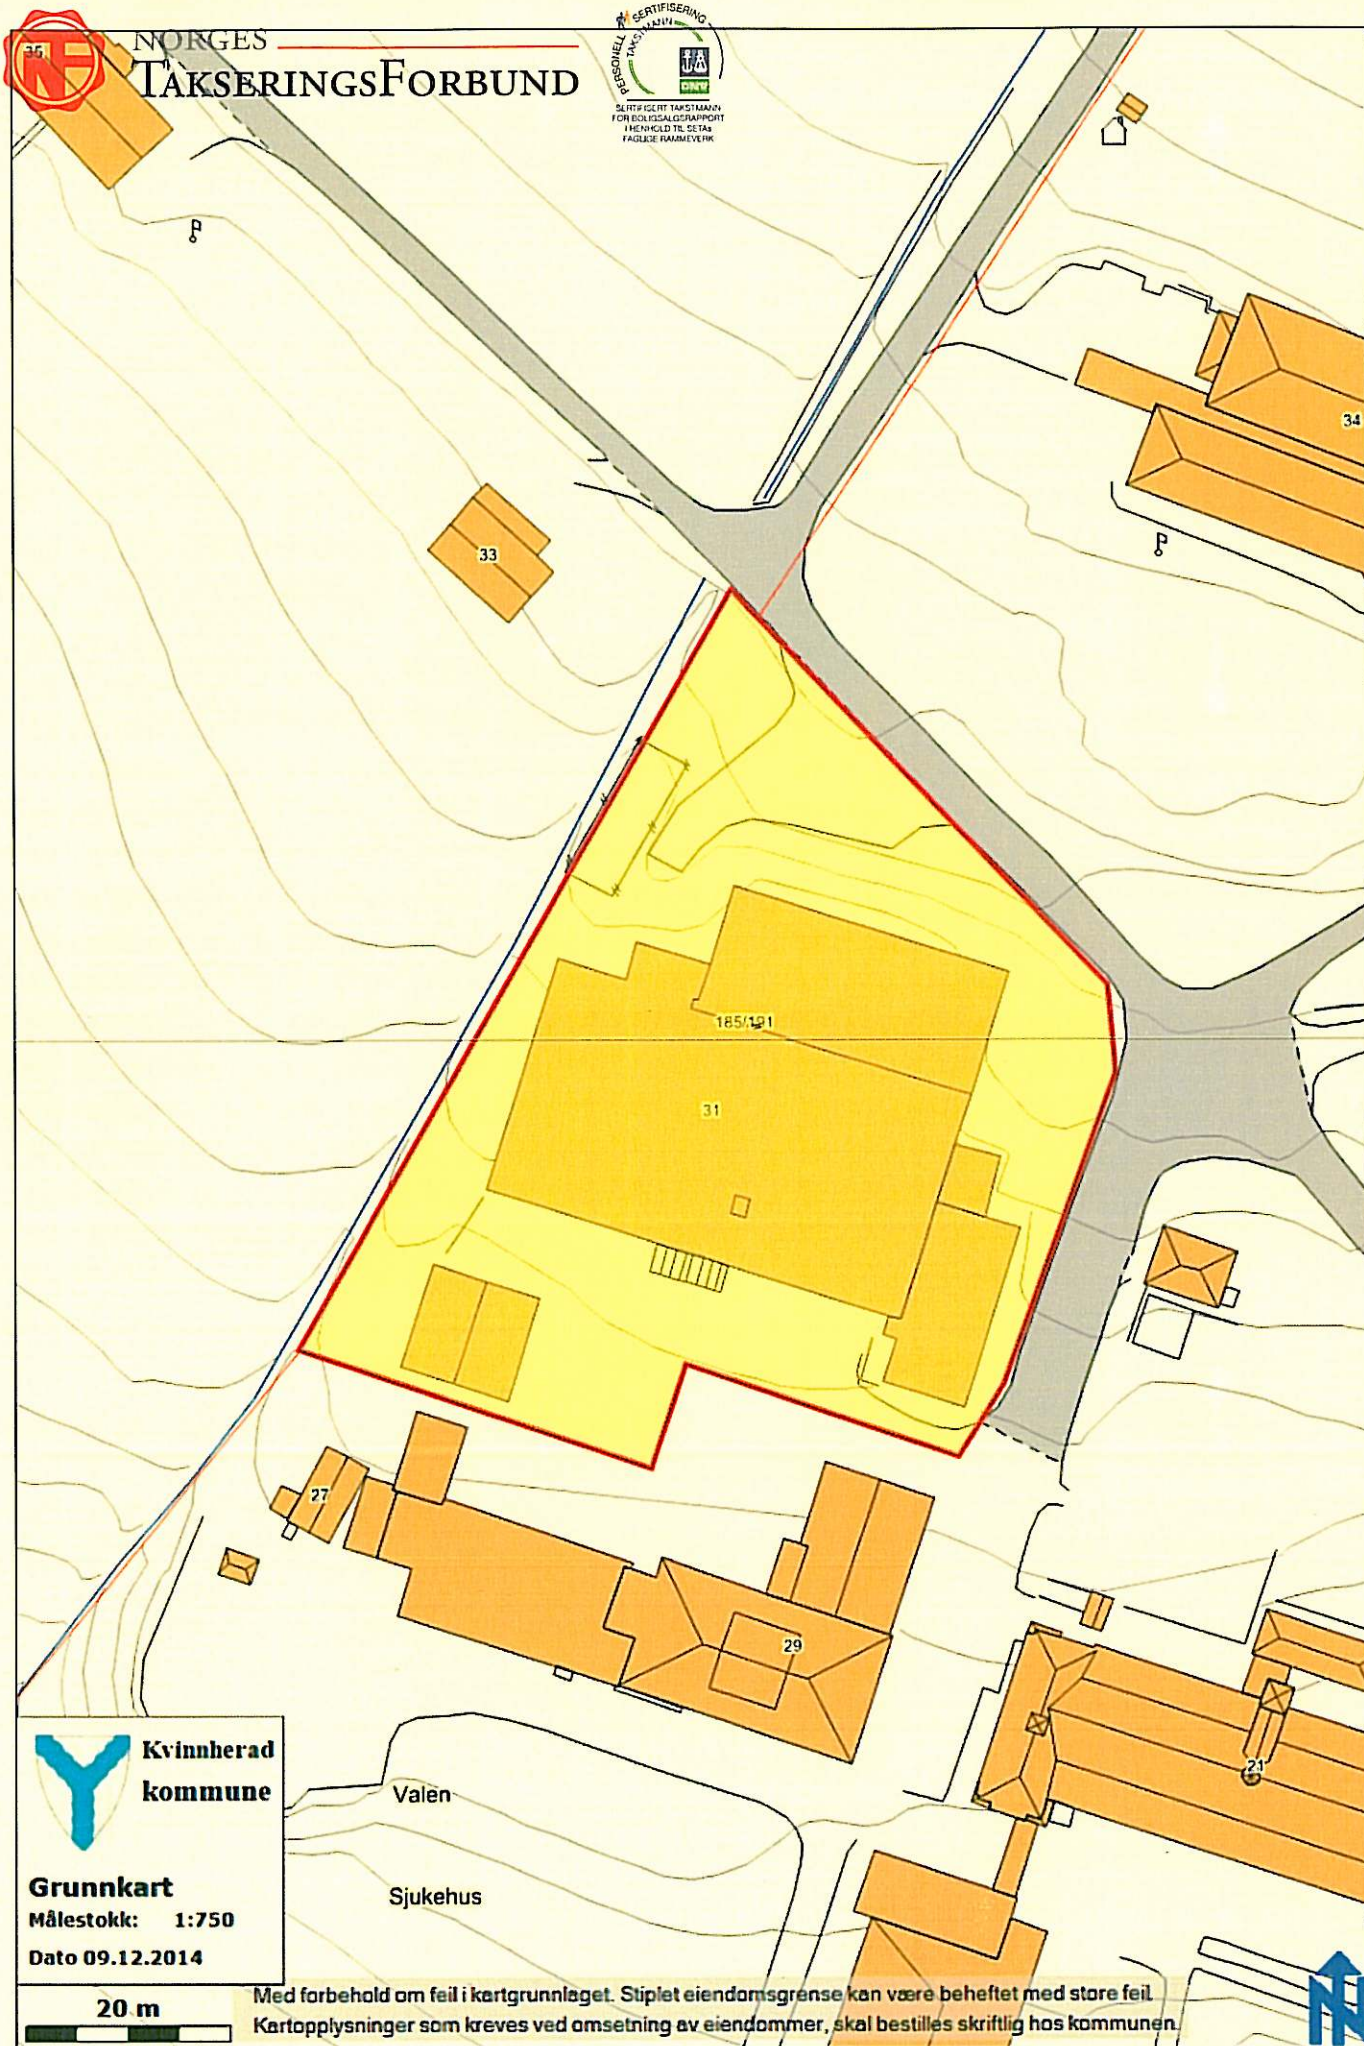 NORGES
TAKSERINGSFORBUND
NF
PERSONELL SERTIFISERING
TAKSTMANN
DNV
SERTIFISERT TAKSTMANN
FOR BOLIGSALGSRAPPORT
I HENHOLD TIL SETAs
FAGLIGE RAMMEVERK
35
34
33
185/191
31
27
29
21
Valen
Sjukehus
Kvinnherad
kommune
Grunnkart
Målestokk: 1:750
Dato 09.12.2014
20 m
Med forbehold om feil i kartgrunnlaget. Stiplet eiendomsgrense kan være beheftet med store feil.
Kartopplysninger som kreves ved omsetning av eiendommer, skal bestilles skriftlig hos kommunen.
N